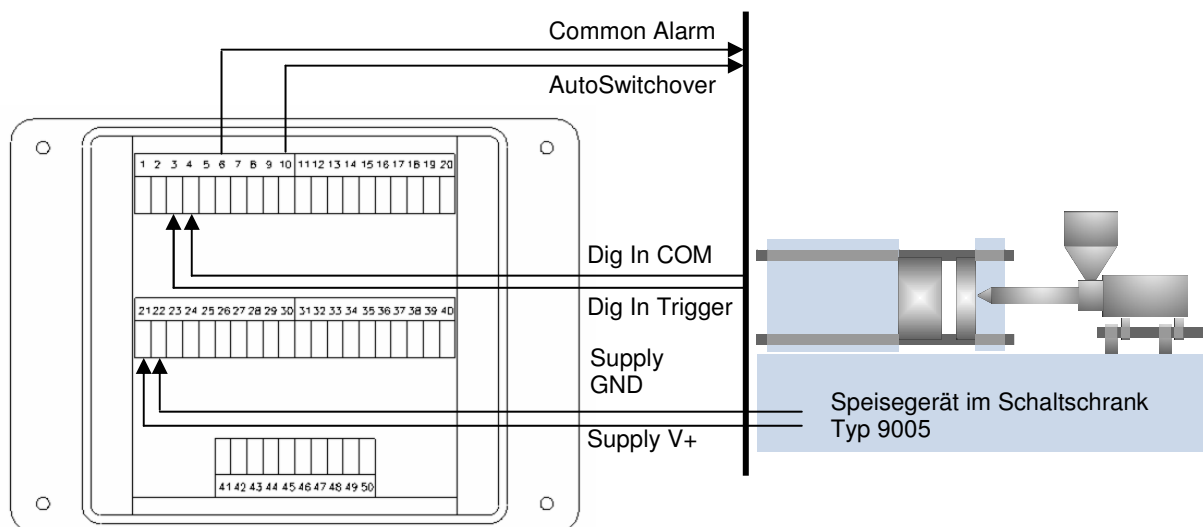 Common Alarm
AutoSwitchover
1 2 3 4 5 6 7 8 9 10 11 12 13 14 15 16 17 18 19 20
Dig In COM
21 22 23 24 25 26 27 28 29 30 31 32 33 34 35 36 37 38 39 40
Dig In Trigger
Supply
GND
Speisegerät im Schaltschrank
Typ 9005
Supply V+
41 42 43 44 45 46 47 48 49 50